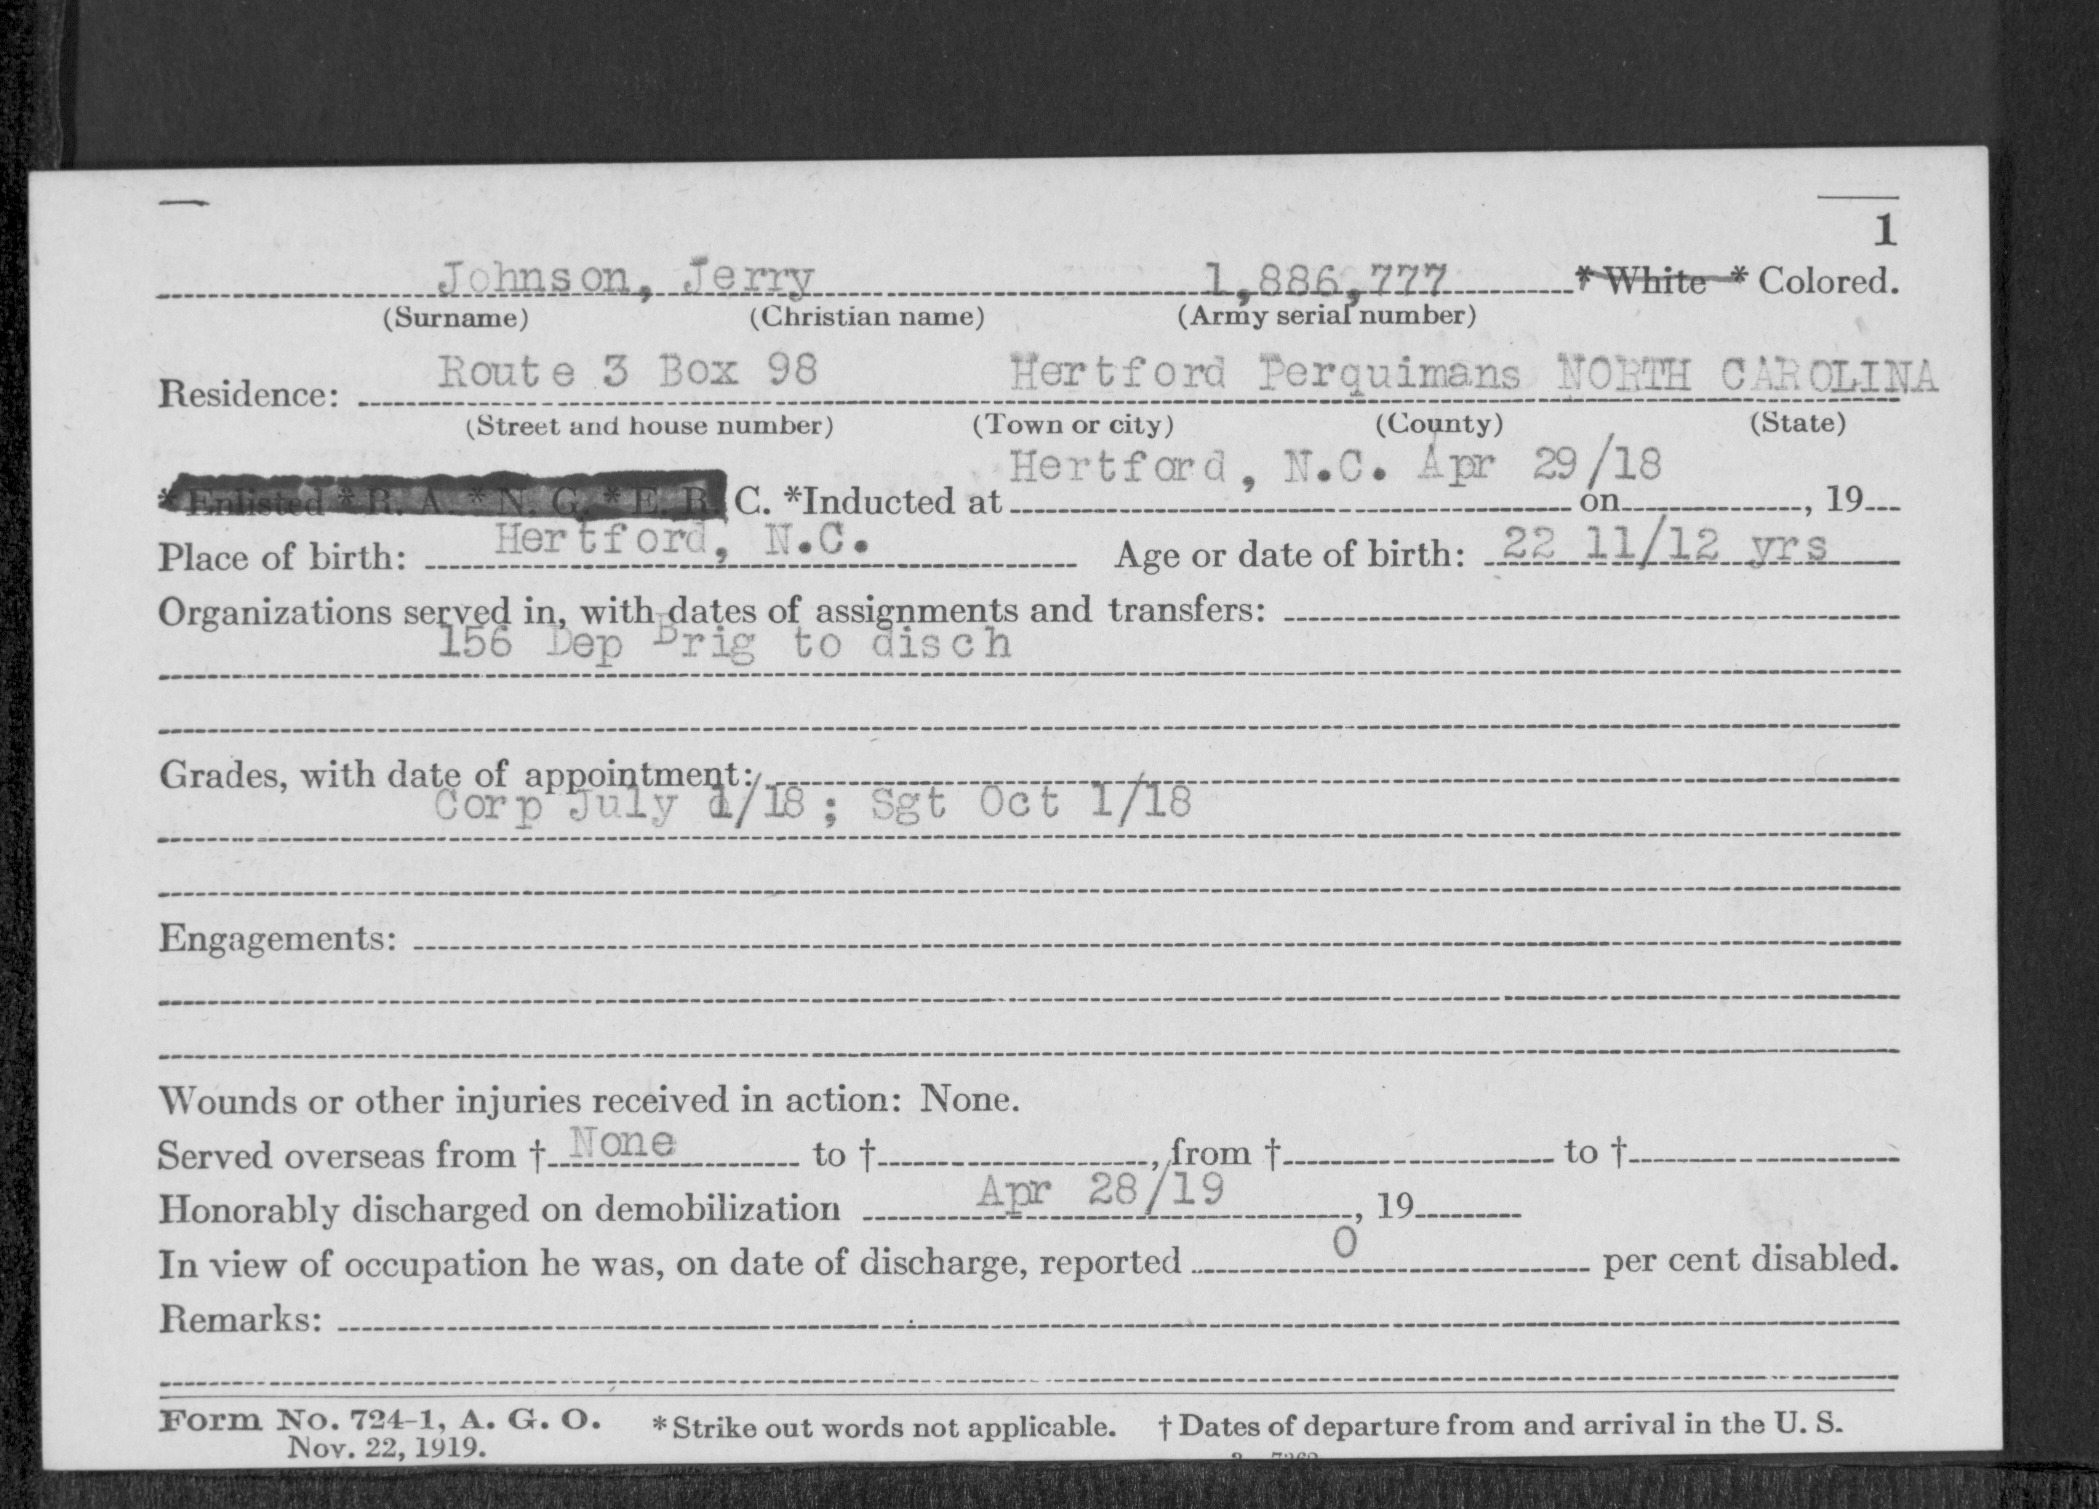 1
Johnson, Jerry 1,886,777 * White * Colored.
(Surname) (Christian name) (Army serial number)
Residence: Route 3 Box 98 Hertford Perquimans NORTH CAROLINA
(Street and house number) (Town or city) (County) (State)
Hertford, N.C. Apr 29/18
* Enlisted * R. A. * N. G. * E. R. C. *Inducted at on , 19
Place of birth: Hertford, N.C. Age or date of birth: 22 11/12 yrs
Organizations served in, with dates of assignments and transfers:
156 Dep Brig to disch
Grades, with date of appointment:
Corp July 1/18; Sgt Oct 1/18
Engagements:
Wounds or other injuries received in action: None.
Served overseas from † None to † , from † to †
Honorably discharged on demobilization Apr 28/19 , 19
In view of occupation he was, on date of discharge, reported 0 per cent disabled.
Remarks:
Form No. 724-1, A. G. O. * Strike out words not applicable. † Dates of departure from and arrival in the U. S.
Nov. 22, 1919.